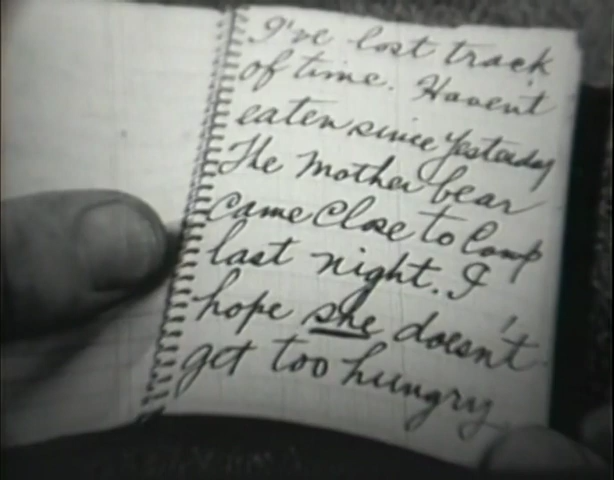 I've lost track
of time. Havent
eaten since yesterday
The Mother bear
came close to Camp
last night. I
hope she doesn't
get too hungry